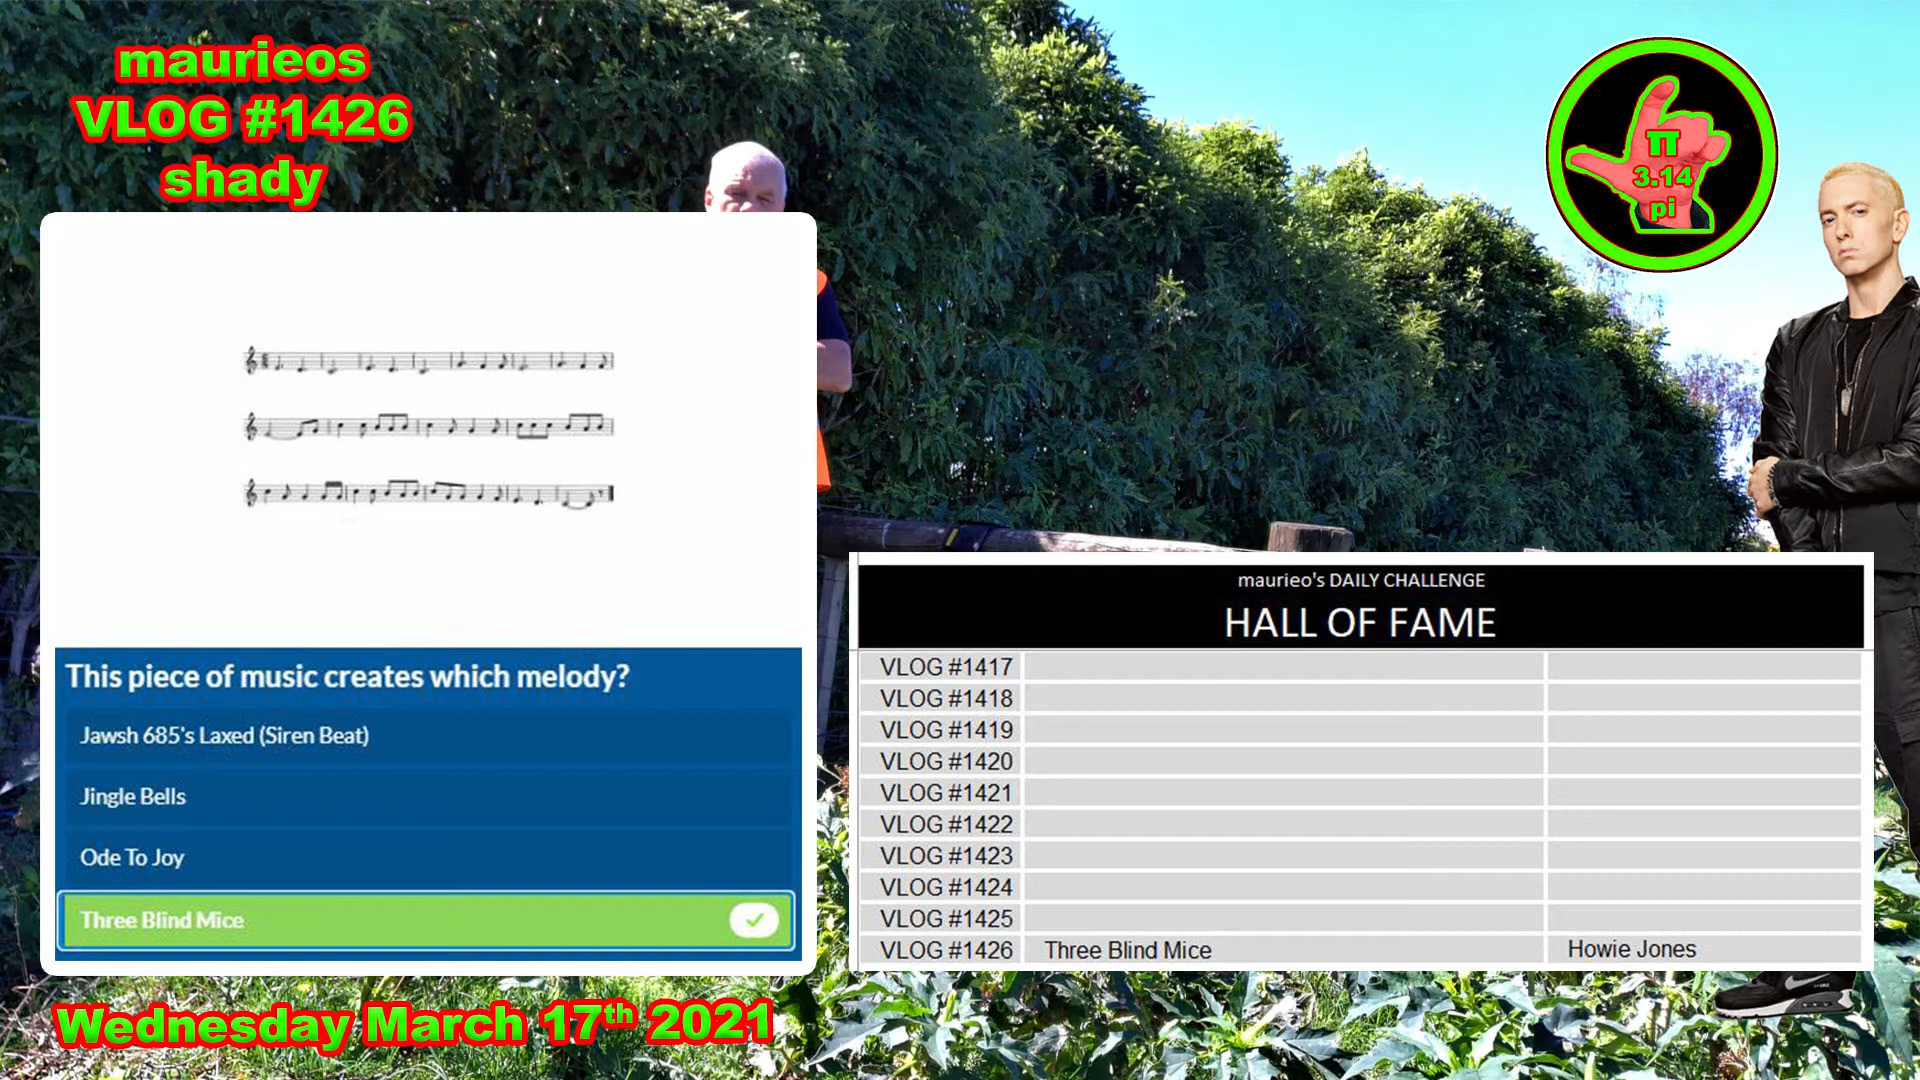 maurieos
VLOG #1426
shady
π
3.14
pi
This piece of music creates which melody?
Jawsh 685's Laxed (Siren Beat)
Jingle Bells
Ode To Joy
Three Blind Mice
maurieo's DAILY CHALLENGE
HALL OF FAME
VLOG #1417
VLOG #1418
VLOG #1419
VLOG #1420
VLOG #1421
VLOG #1422
VLOG #1423
VLOG #1424
VLOG #1425
VLOG #1426 Three Blind Mice Howie Jones
Wednesday March 17th 2021